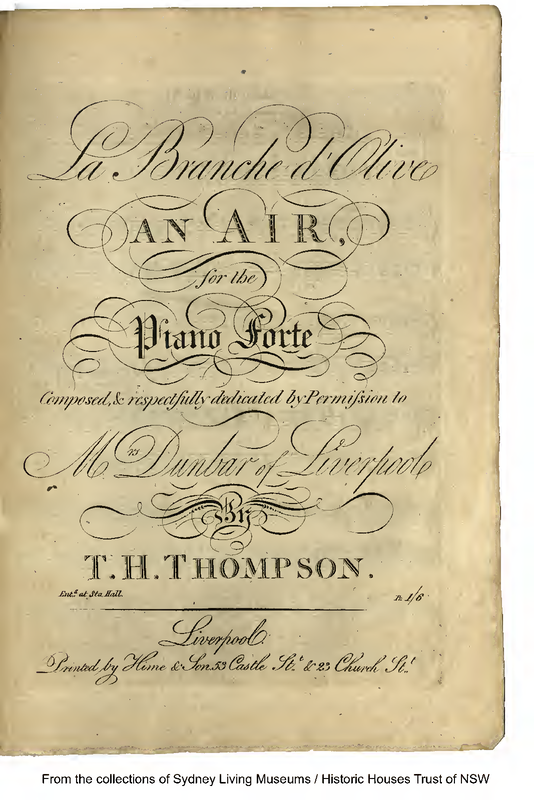 La Branche d'Olive
AN AIR,
for the
Piano Forte
Composed, & respectfully dedicated by Permiſsion to
Mrs Dunbar of Liverpool
By
T. H. THOMPSON.
Ent.d at Sta. Hall.
Pr. 1/6
Liverpool.
Printed by Hime & Son 53 Castle St.t & 23 Church St.t
From the collections of Sydney Living Museums / Historic Houses Trust of NSW